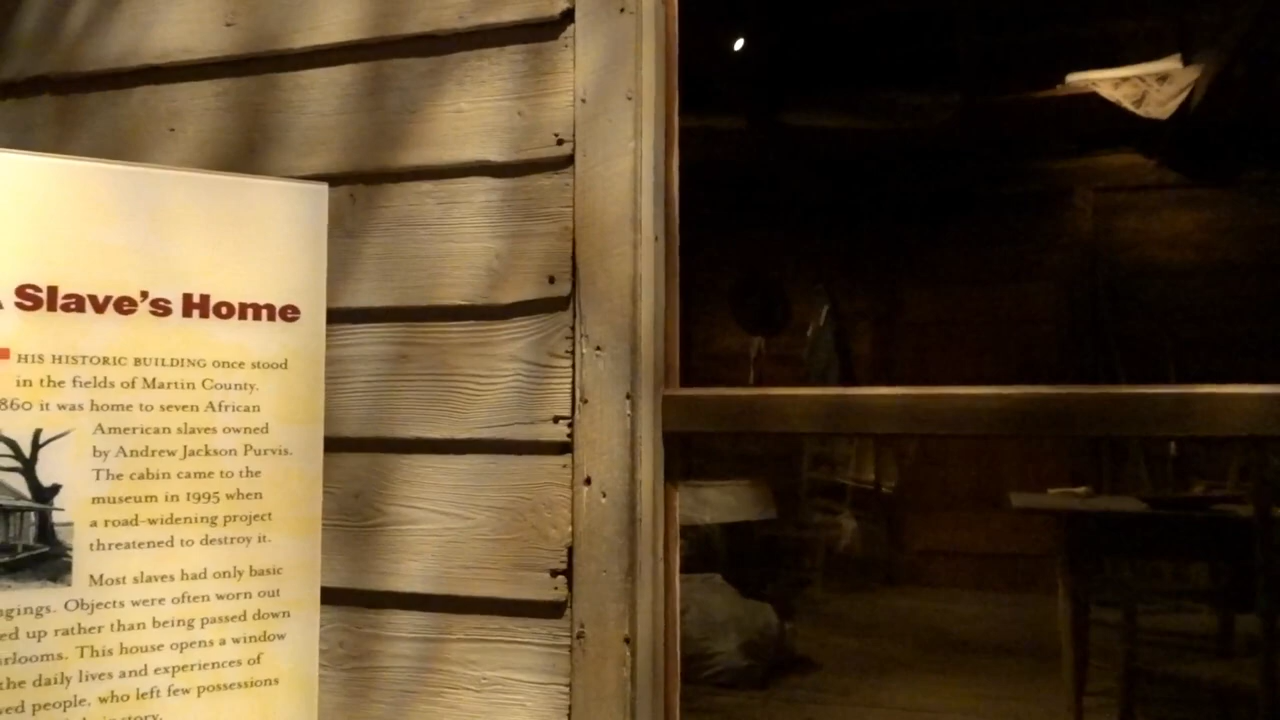 Slave's Home
HIS HISTORIC BUILDING once stood
in the fields of Martin County.
860 it was home to seven African
American slaves owned
by Andrew Jackson Purvis.
The cabin came to the
museum in 1995 when
a road-widening project
threatened to destroy it.
Most slaves had only basic
ngings. Objects were often worn out
ed up rather than being passed down
irlooms. This house opens a window
the daily lives and experiences of
ved people, who left few possessions
story.